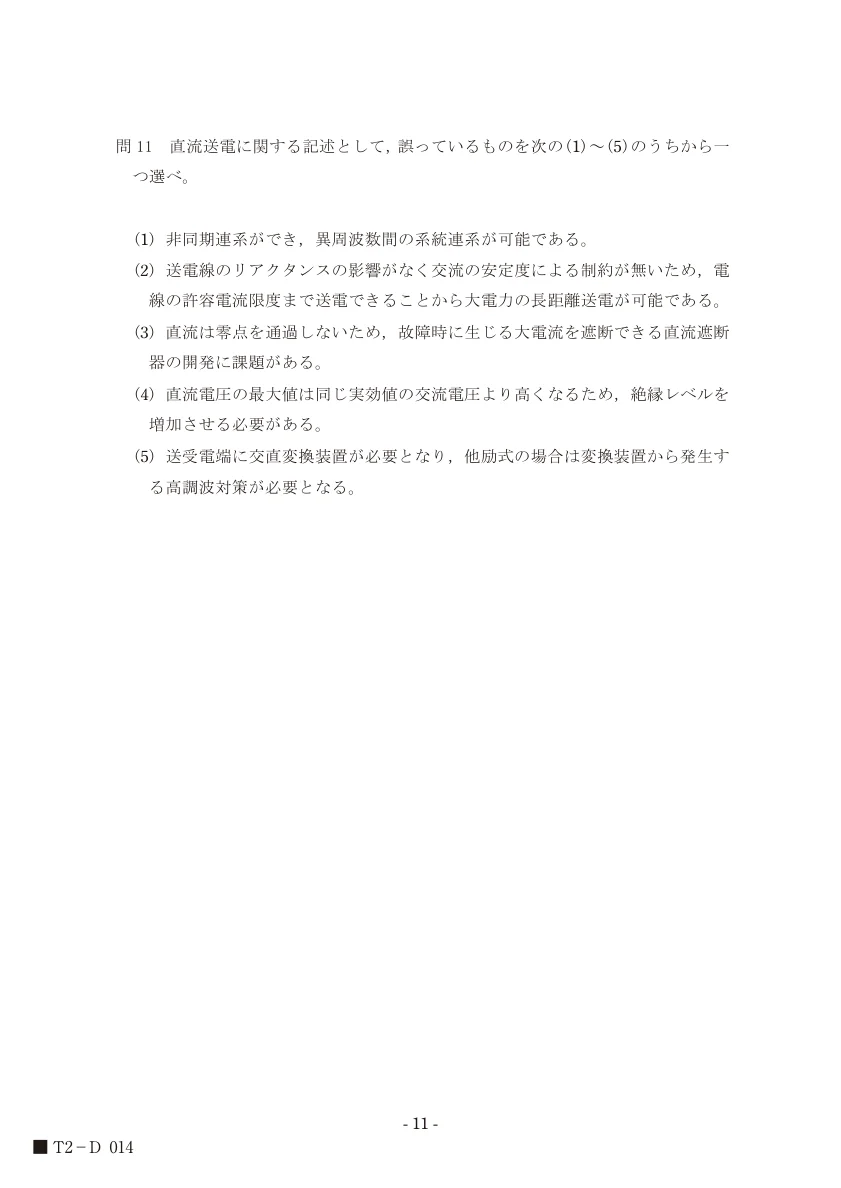 問 11　直流送電に関する記述として，誤っているものを次の(1)～(5)のうちから一
つ選べ。
(1) 非同期連系ができ，異周波数間の系統連系が可能である。
(2) 送電線のリアクタンスの影響がなく交流の安定度による制約が無いため，電
線の許容電流限度まで送電できることから大電力の長距離送電が可能である。
(3) 直流は零点を通過しないため，故障時に生じる大電流を遮断できる直流遮断
器の開発に課題がある。
(4) 直流電圧の最大値は同じ実効値の交流電圧より高くなるため，絶縁レベルを
増加させる必要がある。
(5) 送受電端に交直変換装置が必要となり，他励式の場合は変換装置から発生す
る高調波対策が必要となる。
- 11 -
■ T2－D 014